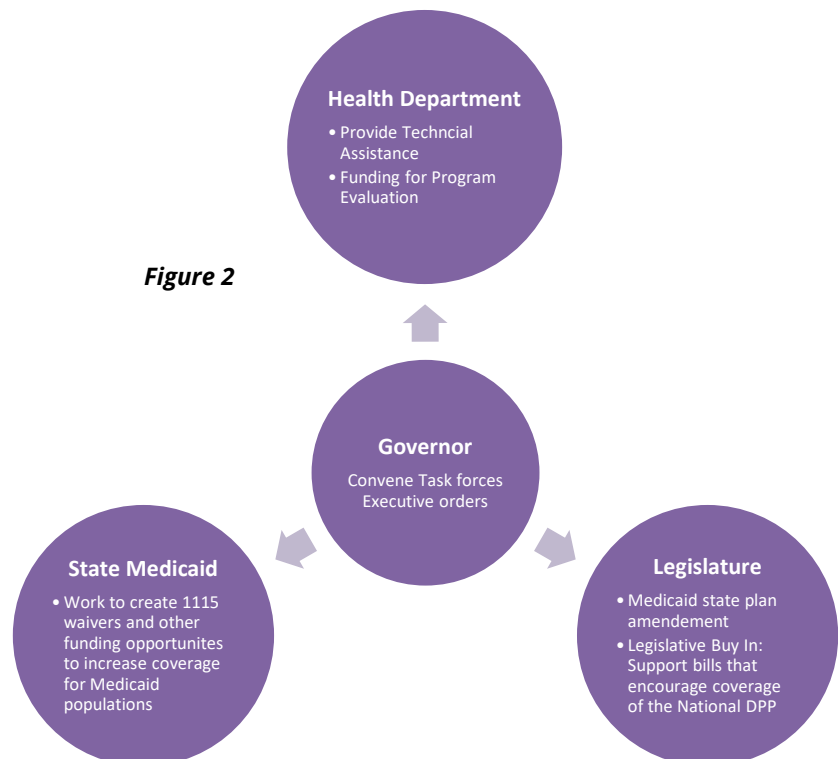 Health Department
• Provide Techncial
Assistance
• Funding for Program
Evaluation
Figure 2
Governor
Convene Task forces
Executive orders
State Medicaid
• Work to create 1115
waivers and other
funding opportunites
to increase coverage
for Medicaid
populations
Legislature
• Medicaid state plan
amendement
• Legislative Buy In:
Support bills that
encourage coverage
of the National DPP